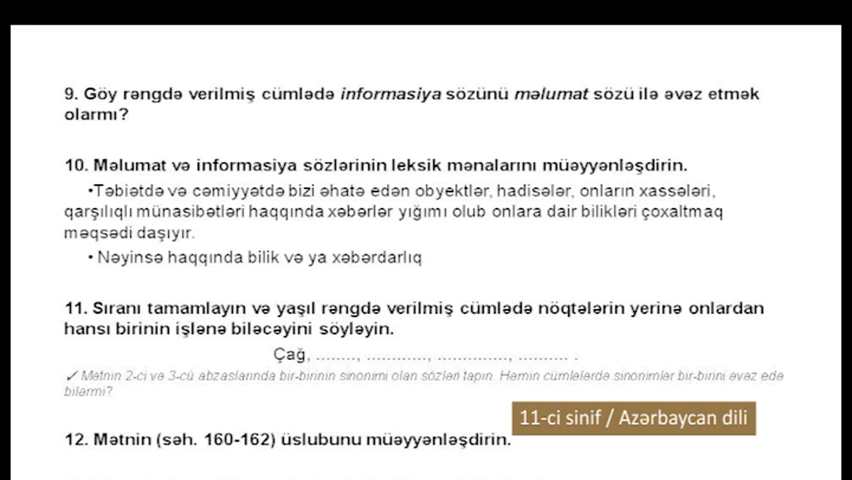 9. Göy rəngdə verilmiş cümlədə informasiya sözünü məlumat sözü ilə əvəz etmək
olarmı?
10. Məlumat və informasiya sözlərinin leksik mənalarını müəyyənləşdirin.
•Təbiətdə və cəmiyyətdə bizi əhatə edən obyektlər, hadisələr, onların xassələri,
qarşılıqlı münasibətləri haqqında xəbərlər yığımı olub onlara dair bilikləri çoxaltmaq
məqsədi daşıyır.
• Nəyinsə haqqında bilik və ya xəbərdarlıq
11. Sıranı tamamlayın və yaşıl rəngdə verilmiş cümlədə nöqtələrin yerinə onlardan
hansı birinin işlənə biləcəyini söyləyin.
Çağ, ........, ............, .............., .......... .
✓ Mətnin 2-ci və 3-cü abzaslarında bir-birinin sinonimi olan sözləri tapın. Həmin cümlələrdə sinonimlər bir-birini əvəz edə
bilərmi?
11-ci sinif / Azərbaycan dili
12. Mətnin (səh. 160-162) üslubunu müəyyənləşdirin.